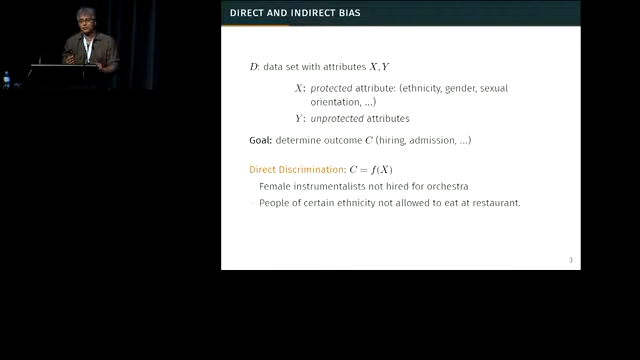 DIRECT AND INDIRECT BIAS
D: data set with attributes X, Y
X: protected attribute: (ethnicity, gender, sexual
orientation, ...)
Y: unprotected attributes
Goal: determine outcome C (hiring, admission, ...)
Direct Discrimination: C = f(X)
Female instrumentalists not hired for orchestra
· People of certain ethnicity not allowed to eat at restaurant.
3